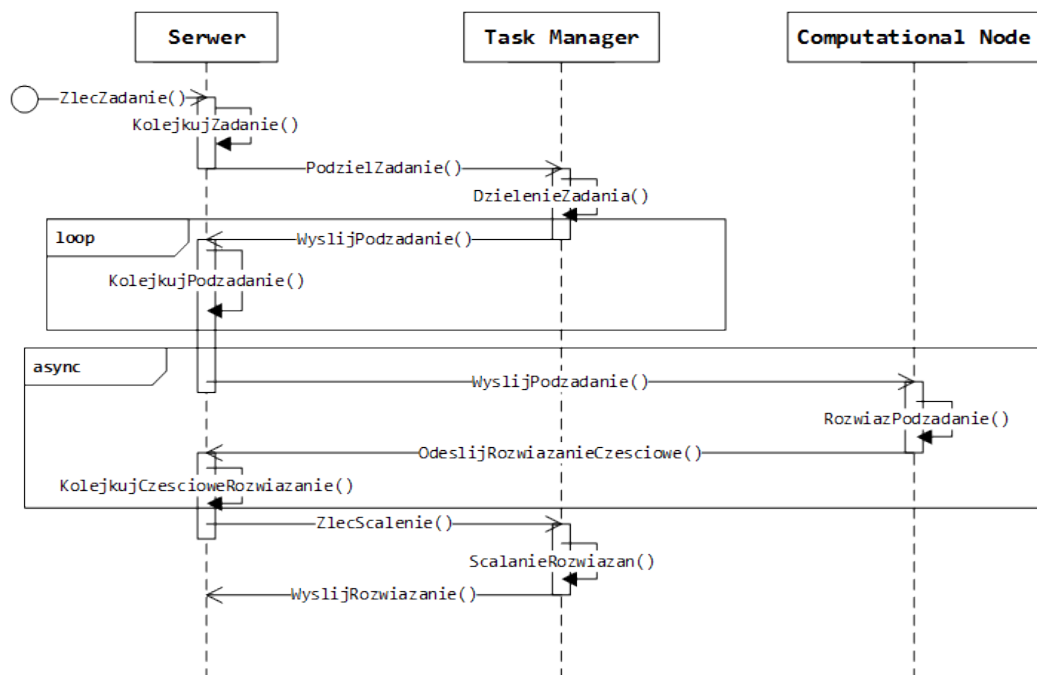 Serwer
Task Manager
Computational Node
ZlecZadanie()
KolejkujZadanie()
PodzielZadanie()
DzielenieZadania()
loop
WyslijPodzadanie()
KolejkujPodzadanie()
async
WyslijPodzadanie()
RozwiazPodzadanie()
OdeslijRozwiazanieCzesciowe()
KolejkujCzescioweRozwiazanie()
ZlecScalenie()
ScalanieRozwiazan()
WyslijRozwiazanie()